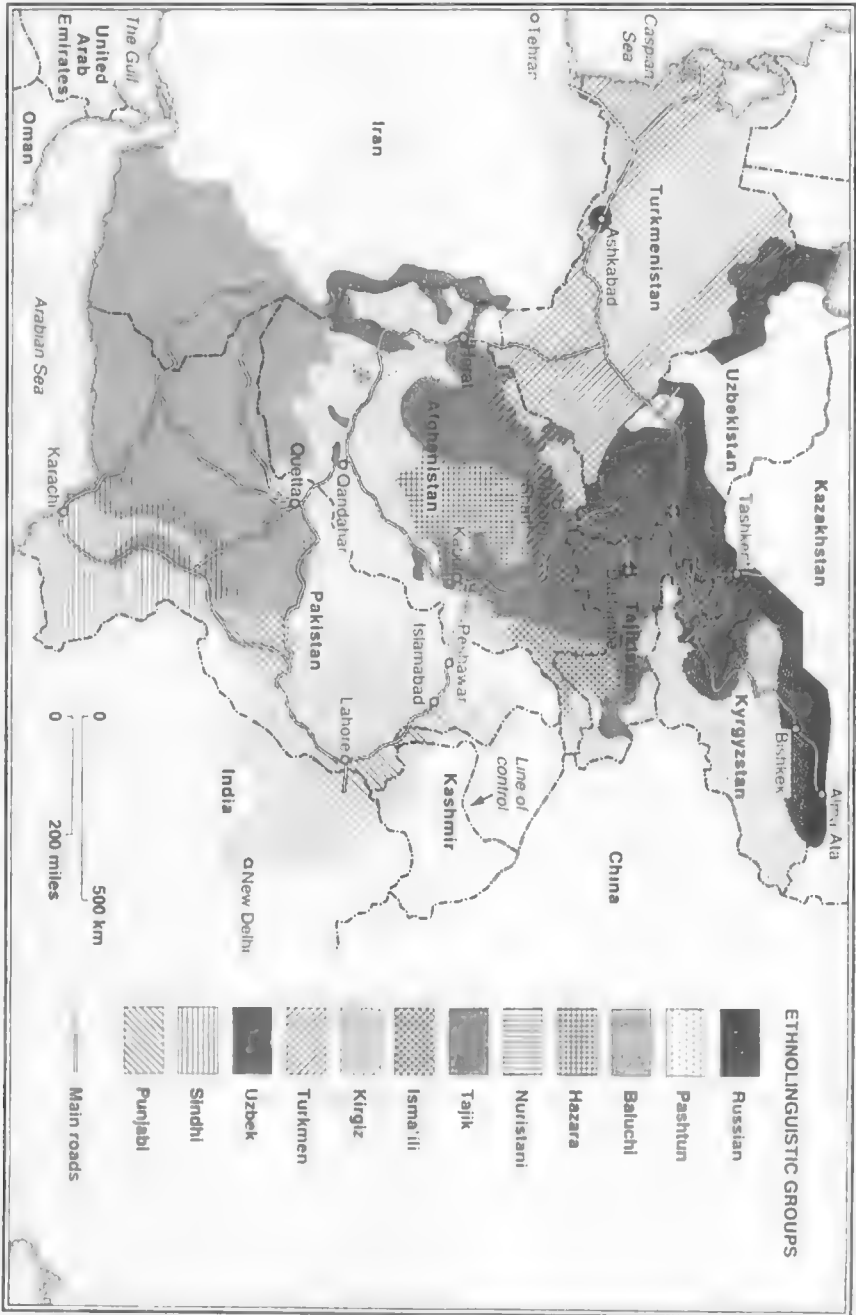 ETHNOLINGUISTIC GROUPS
Russian
Pashtun
Baluchi
Hazara
Nuristani
Tajik
Isma'ili
Kirgiz
Turkmen
Uzbek
Sindhi
Punjabi
Main roads
Kazakhstan
Alma Ata
Uzbekistan
Tashkent
Bishkek
Kyrgyzstan
Caspian
Sea
Turkmenistan
Ashkabad
Tajikistan
China
Tehran
Herat
Afghanistan
Kabul
Peshawar
Islamabad
Line of
control
Kashmir
Iran
Qandahar
Lahore
Quetta
Pakistan
New Delhi
India
The Gulf
United
Arab
Emirates
Oman
Arabian Sea
Karachi
0
500 km
0
200 miles